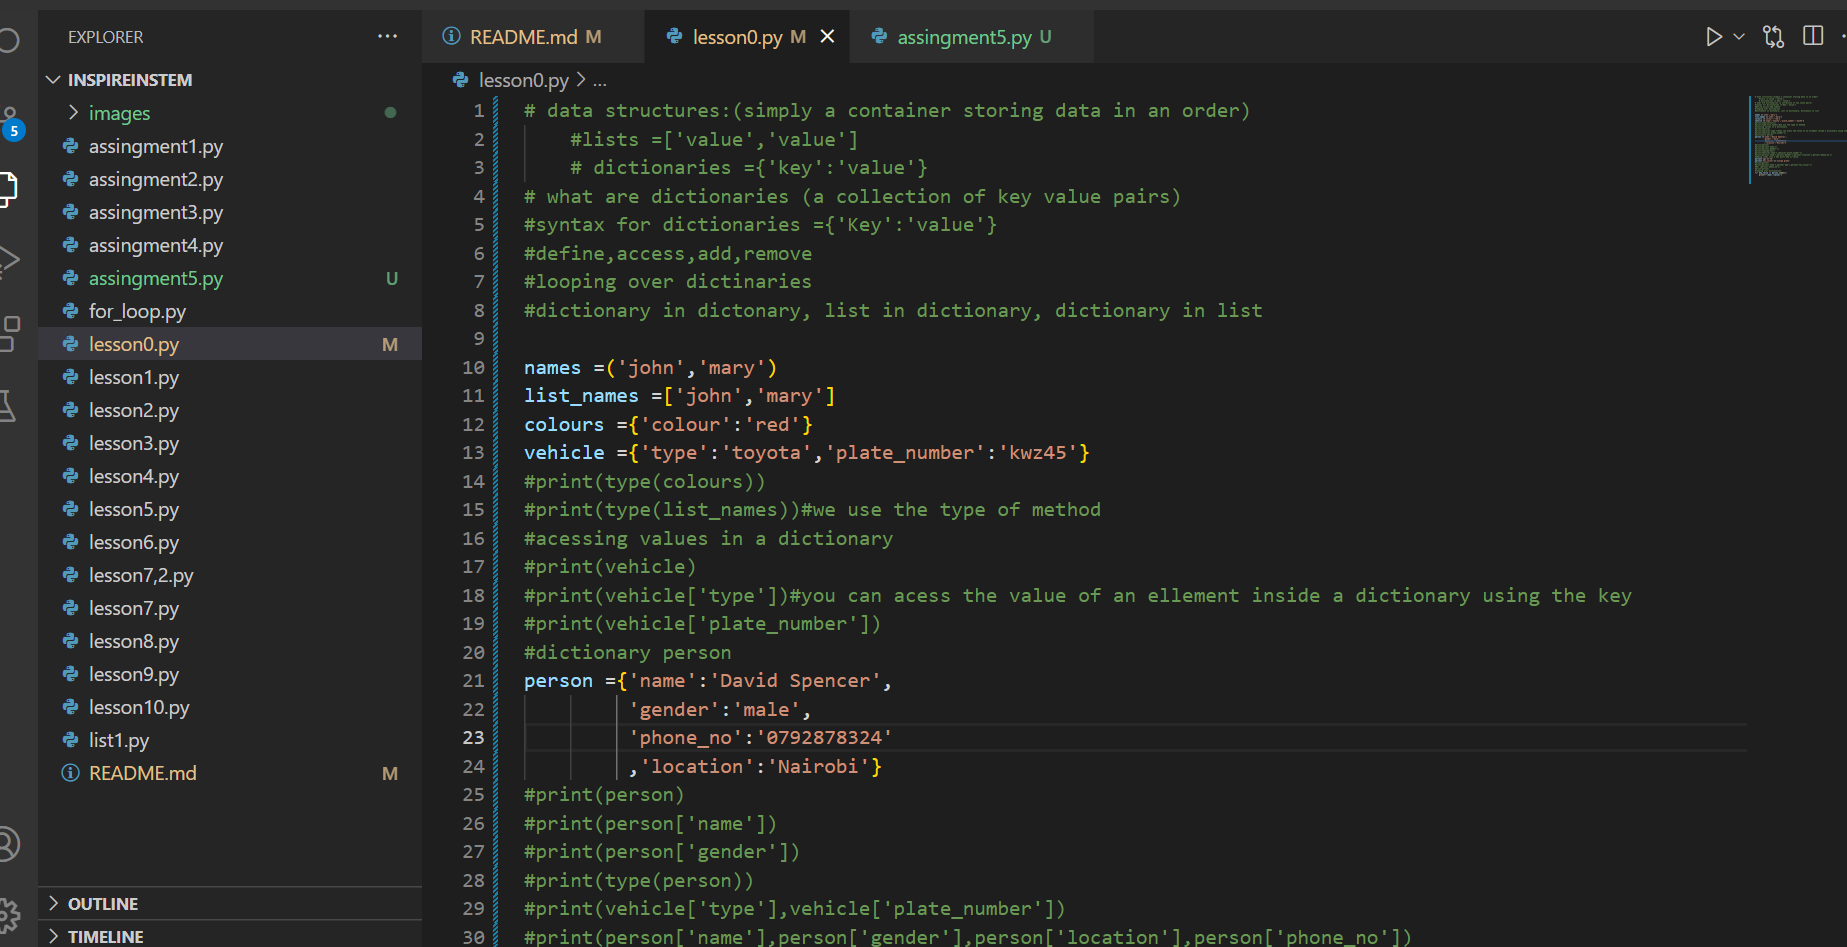 EXPLORER ...
INSPIREINSTEM
images
assingment1.py
assingment2.py
assingment3.py
assingment4.py
assingment5.py U
for_loop.py
lesson0.py M
lesson1.py
lesson2.py
lesson3.py
lesson4.py
lesson5.py
lesson6.py
lesson7,2.py
lesson7.py
lesson8.py
lesson9.py
lesson10.py
list1.py
README.md M
OUTLINE
TIMELINE
5
README.md M
lesson0.py M
assingment5.py U
lesson0.py > ...
1 # data structures:(simply a container storing data in an order)
2 #lists =['value','value']
3 # dictionaries ={'key':'value'}
4 # what are dictionaries (a collection of key value pairs)
5 #syntax for dictionaries ={'Key':'value'}
6 #define,access,add,remove
7 #looping over dictinaries
8 #dictionary in dictonary, list in dictionary, dictionary in list
9
10 names =('john','mary')
11 list_names =['john','mary']
12 colours ={'colour':'red'}
13 vehicle ={'type':'toyota','plate_number':'kwz45'}
14 #print(type(colours))
15 #print(type(list_names))#we use the type of method
16 #acessing values in a dictionary
17 #print(vehicle)
18 #print(vehicle['type'])#you can acess the value of an ellement inside a dictionary using the key
19 #print(vehicle['plate_number'])
20 #dictionary person
21 person ={'name':'David Spencer',
22 'gender':'male',
23 'phone_no':'0792878324'
24 ,'location':'Nairobi'}
25 #print(person)
26 #print(person['name'])
27 #print(person['gender'])
28 #print(type(person))
29 #print(vehicle['type'],vehicle['plate_number'])
30 #print(person['name'],person['gender'],person['location'],person['phone_no'])